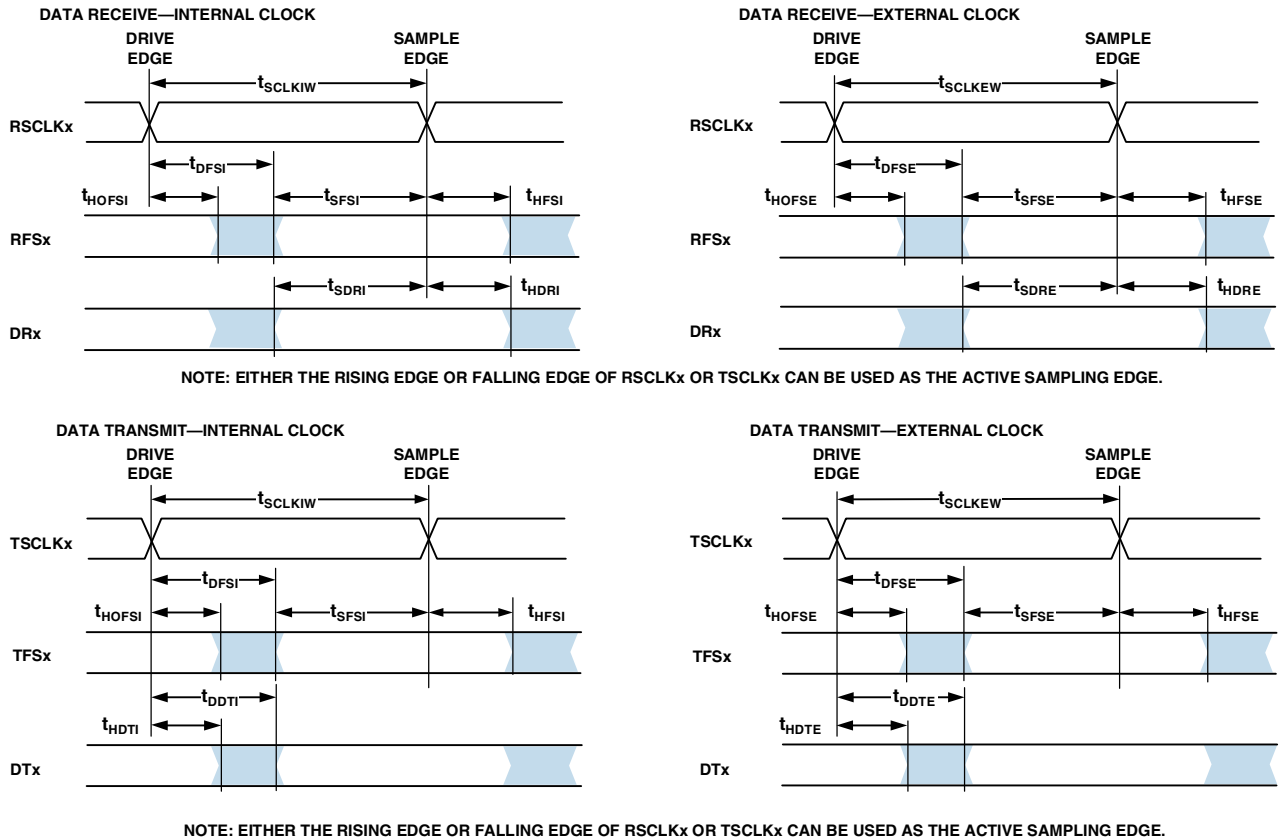 DATA RECEIVE—INTERNAL CLOCK
DRIVE EDGE
SAMPLE EDGE
tSCLKIW
RSCLKx
tDFSI
tHOFSI
tSFSI
tHFSI
RFSx
tSDRI
tHDRI
DRx
DATA RECEIVE—EXTERNAL CLOCK
DRIVE EDGE
SAMPLE EDGE
tSCLKEW
RSCLKx
tDFSE
tHOFSE
tSFSE
tHFSE
RFSx
tSDRE
tHDRE
DRx
NOTE: EITHER THE RISING EDGE OR FALLING EDGE OF RSCLKx OR TSCLKx CAN BE USED AS THE ACTIVE SAMPLING EDGE.
DATA TRANSMIT—INTERNAL CLOCK
DRIVE EDGE
SAMPLE EDGE
tSCLKIW
TSCLKx
tDFSI
tHOFSI
tSFSI
tHFSI
TFSx
tDDTI
tHDTI
DTx
DATA TRANSMIT—EXTERNAL CLOCK
DRIVE EDGE
SAMPLE EDGE
tSCLKEW
TSCLKx
tDFSE
tHOFSE
tSFSE
tHFSE
TFSx
tDDTE
tHDTE
DTx
NOTE: EITHER THE RISING EDGE OR FALLING EDGE OF RSCLKx OR TSCLKx CAN BE USED AS THE ACTIVE SAMPLING EDGE.